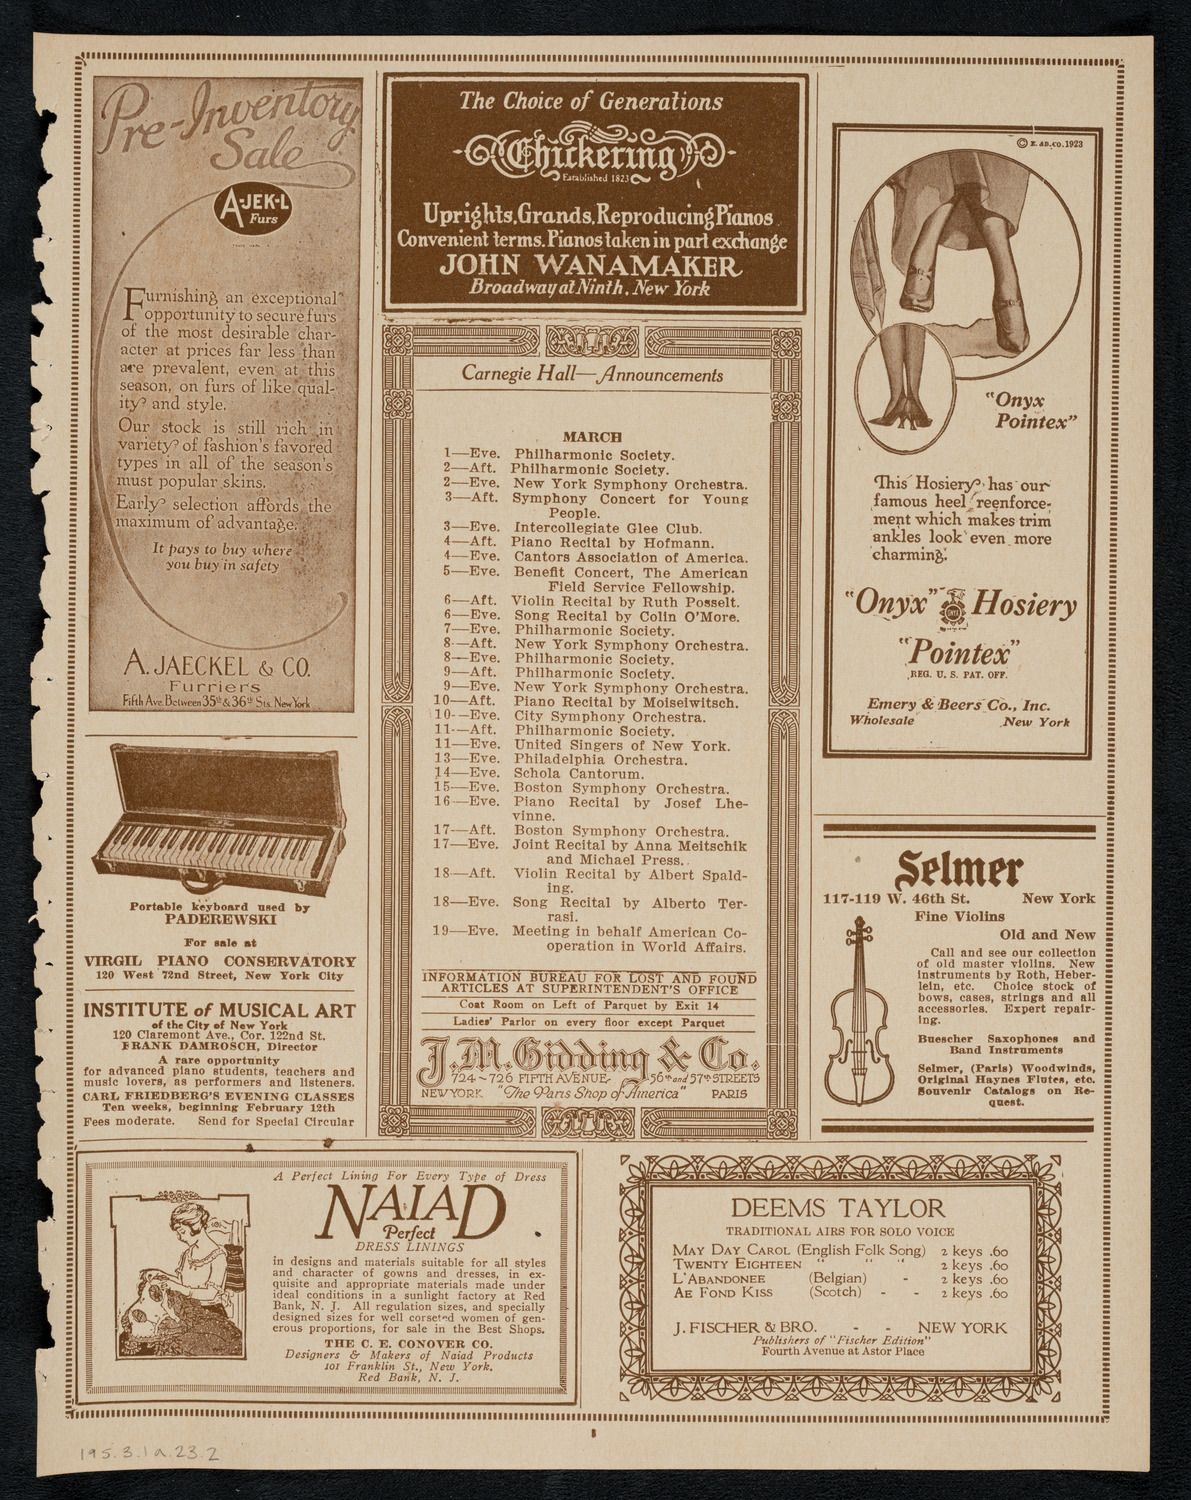 Pre-Inventory
Sale
A-JEK-L
Furs
Furnishing an exceptional
opportunity to secure furs
of the most desirable char-
acter at prices far less than
are prevalent, even at this
season, on furs of like qual-
ity and style.
Our stock is still rich in
variety of fashion's favored
types in all of the season's
must popular skins.
Early selection affords the
maximum of advantage.
It pays to buy where
you buy in safety
A. JAECKEL & CO.
Furriers
Fifth Ave. Between 35th & 36th Sts. New York
Portable keyboard used by
PADEREWSKI
For sale at
VIRGIL PIANO CONSERVATORY
120 West 72nd Street, New York City
INSTITUTE of MUSICAL ART
of the City of New York
120 Claremont Ave., Cor. 122nd St.
FRANK DAMROSCH, Director
A rare opportunity
for advanced piano students, teachers and
music lovers, as performers and listeners.
CARL FRIEDBERG'S EVENING CLASSES
Ten weeks, beginning February 12th
Fees moderate. Send for Special Circular
The Choice of Generations
Chickering
Established 1823
Uprights, Grands, Reproducing Pianos
Convenient terms. Pianos taken in part exchange
JOHN WANAMAKER
Broadway at Ninth, New York
Carnegie Hall—Announcements
MARCH
1—Eve. Philharmonic Society.
2—Aft. Philharmonic Society.
2—Eve. New York Symphony Orchestra.
3—Aft. Symphony Concert for Young
People.
3—Eve. Intercollegiate Glee Club.
4—Aft. Piano Recital by Hofmann.
4—Eve. Cantors Association of America.
5—Eve. Benefit Concert, The American
Field Service Fellowship.
6—Aft. Violin Recital by Ruth Posselt.
6—Eve. Song Recital by Colin O'More.
7—Eve. Philharmonic Society.
8—Aft. New York Symphony Orchestra.
8—Eve. Philharmonic Society.
9—Aft. Philharmonic Society.
9—Eve. New York Symphony Orchestra.
10—Aft. Piano Recital by Moiseiwitsch.
10—Eve. City Symphony Orchestra.
11—Aft. Philharmonic Society.
11—Eve. United Singers of New York.
13—Eve. Philadelphia Orchestra.
14—Eve. Schola Cantorum.
15—Eve. Boston Symphony Orchestra.
16—Eve. Piano Recital by Josef Lhe-
vinne.
17—Aft. Boston Symphony Orchestra.
17—Eve. Joint Recital by Anna Meitschik
and Michael Press.
18—Aft. Violin Recital by Albert Spald-
ing.
18—Eve. Song Recital by Alberto Ter-
rasi.
19—Eve. Meeting in behalf American Co-
operation in World Affairs.
INFORMATION BUREAU FOR LOST AND FOUND
ARTICLES AT SUPERINTENDENT'S OFFICE
Coat Room on Left of Parquet by Exit 14
Ladies' Parlor on every floor except Parquet
J.M. Gidding & Co.
724~726 FIFTH AVENUE 56th and 57th STREETS
NEW YORK "The Paris Shop of America" PARIS
© E. AD. CO. 1923
"Onyx
Pointex"
This Hosiery has our
famous heel reenforce-
ment which makes trim
ankles look even more
charming.
"Onyx" Hosiery
"Pointex"
REG. U. S. PAT. OFF.
Emery & Beers Co., Inc.
Wholesale New York
Selmer
117-119 W. 46th St. New York
Fine Violins
Old and New
Call and see our collection
of old master violins. New
instruments by Roth, Heber-
lein, etc. Choice stock of
bows, cases, strings and all
accessories. Expert repair-
ing.
Buescher Saxophones and
Band Instruments
Selmer, (Paris) Woodwinds,
Original Haynes Flutes, etc.
Souvenir Catalogs on Re-
quest.
A Perfect Lining For Every Type of Dress
NAIAD
Perfect
DRESS LININGS
in designs and materials suitable for all styles
and character of gowns and dresses, in ex-
quisite and appropriate materials made under
ideal conditions in a sunlight factory at Red
Bank, N. J. All regulation sizes, and specially
designed sizes for well corseted women of gen-
erous proportions, for sale in the Best Shops.
THE C. E. CONOVER CO.
Designers & Makers of Naiad Products
101 Franklin St., New York.
Red Bank, N. J.
DEEMS TAYLOR
TRADITIONAL AIRS FOR SOLO VOICE
MAY DAY CAROL (English Folk Song) 2 keys .60
TWENTY EIGHTEEN " " " 2 keys .60
L'ABANDONEE (Belgian) - 2 keys .60
AE FOND KISS (Scotch) - - 2 keys .60
J. FISCHER & BRO. - - NEW YORK
Publishers of "Fischer Edition"
Fourth Avenue at Astor Place
195.3.1a.23.2